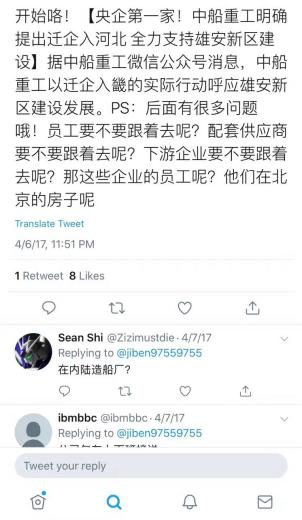 开始咯！【央企第一家！中船重工明确
提出迁企入河北 全力支持雄安新区建
设】据中船重工微信公众号消息，中船
重工以迁企入畿的实际行动呼应雄安新
区建设发展。PS：后面有很多问题
哦！员工要不要跟着去呢？配套供应商
要不要跟着去呢？下游企业要不要跟着
去呢？那这些企业的员工呢？他们在北
京的房子呢
Translate Tweet
4/6/17, 11:51 PM
1 Retweet 8 Likes
Sean Shi @Zizimustdie · 4/7/17
Replying to @jiben97559755
在内陆造船厂?
ibmbbc @ibmbbc · 4/7/17
Replying to @jiben97559755
Tweet your reply